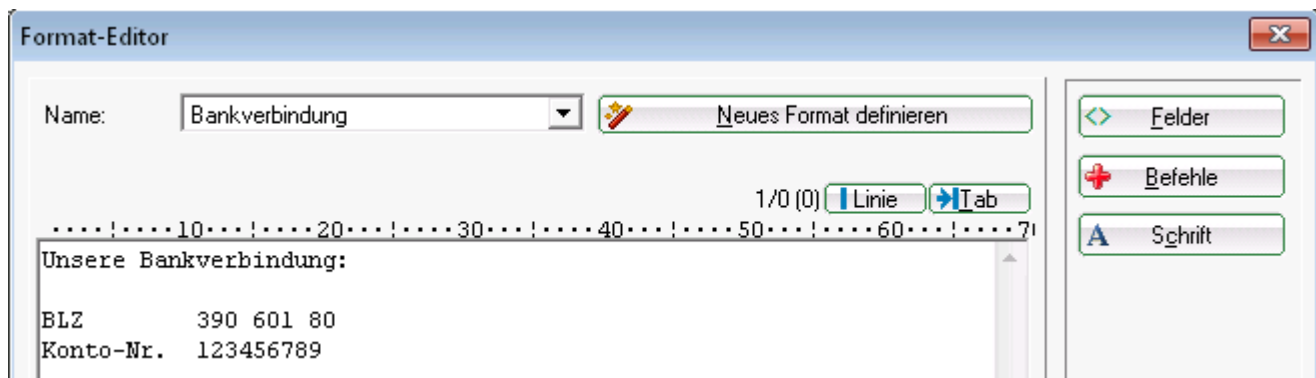 Format-Editor
Name: Bankverbindung Neues Format definieren
Felder
Befehle
Schrift
1/0 (0) Linie Tab
····¦····10···¦····20···¦····30···¦····40···¦····50···¦····60···¦····70
Unsere Bankverbindung:
BLZ 390 601 80
Konto-Nr. 123456789